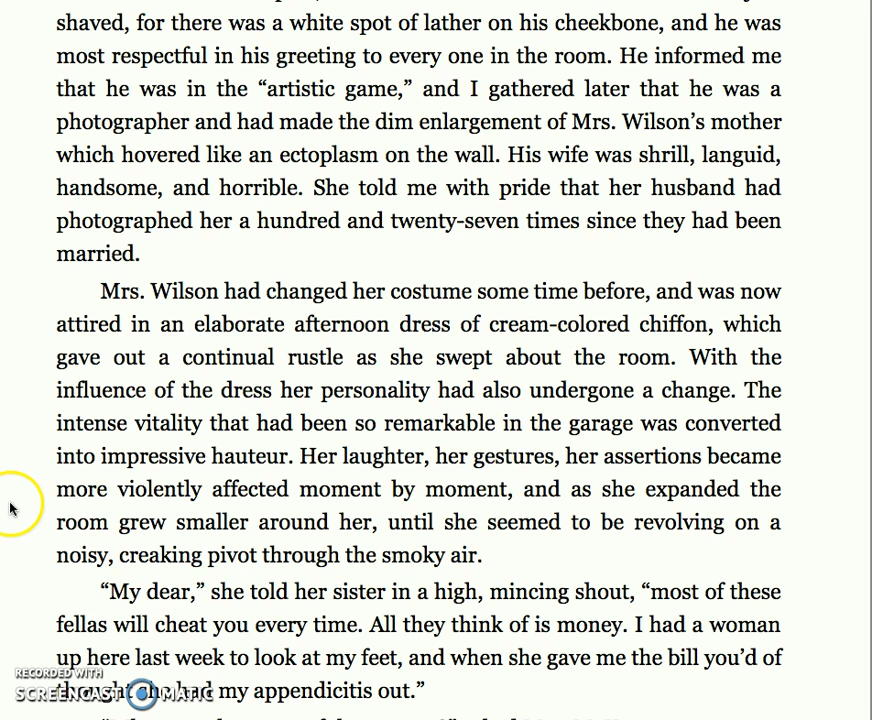 shaved, for there was a white spot of lather on his cheekbone, and he was
most respectful in his greeting to every one in the room. He informed me
that he was in the “artistic game,” and I gathered later that he was a
photographer and had made the dim enlargement of Mrs. Wilson’s mother
which hovered like an ectoplasm on the wall. His wife was shrill, languid,
handsome, and horrible. She told me with pride that her husband had
photographed her a hundred and twenty-seven times since they had been
married.
Mrs. Wilson had changed her costume some time before, and was now
attired in an elaborate afternoon dress of cream-colored chiffon, which
gave out a continual rustle as she swept about the room. With the
influence of the dress her personality had also undergone a change. The
intense vitality that had been so remarkable in the garage was converted
into impressive hauteur. Her laughter, her gestures, her assertions became
more violently affected moment by moment, and as she expanded the
room grew smaller around her, until she seemed to be revolving on a
noisy, creaking pivot through the smoky air.
“My dear,” she told her sister in a high, mincing shout, “most of these
fellas will cheat you every time. All they think of is money. I had a woman
up here last week to look at my feet, and when she gave me the bill you’d of
thought she had my appendicitis out.”
RECORDED WITH
SCREENCAST MATIC